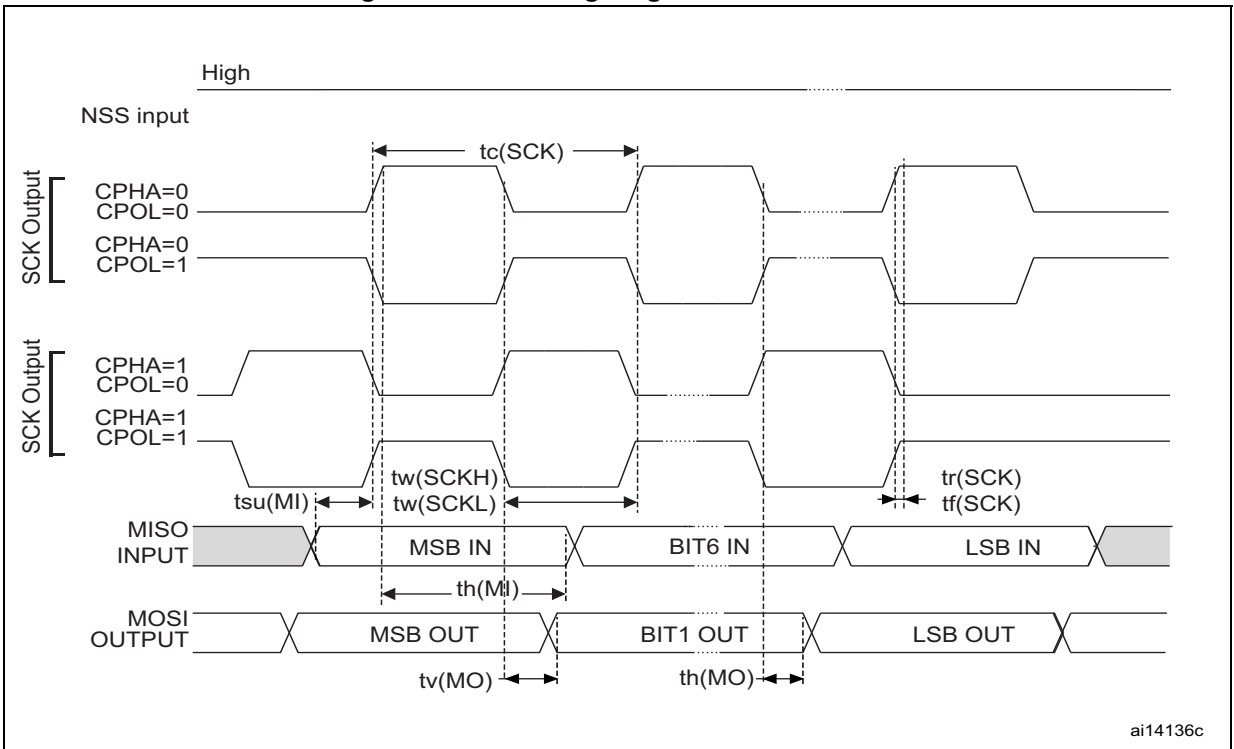 High
NSS input
tc(SCK)
SCK Output
CPHA=0
CPOL=0
CPHA=0
CPOL=1
SCK Output
CPHA=1
CPOL=0
CPHA=1
CPOL=1
tw(SCKH)
tw(SCKL)
tr(SCK)
tf(SCK)
tsu(MI)
MISO
INPUT
MSB IN
BIT6 IN
LSB IN
th(MI)
MOSI
OUTPUT
MSB OUT
BIT1 OUT
LSB OUT
tv(MO)
th(MO)
ai14136c